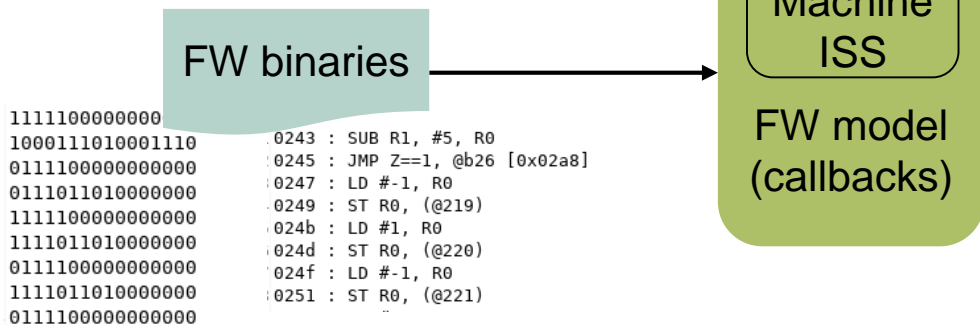 Machine
ISS
FW binaries
FW model
(callbacks)
11111000000000
1000111010001110
0111100000000000
0111011010000000
1111100000000000
1111011010000000
0111100000000000
1111011010000000
0111100000000000
0243 : SUB R1, #5, R0
0245 : JMP Z==1, @b26 [0x02a8]
0247 : LD #-1, R0
0249 : ST R0, (@219)
024b : LD #1, R0
024d : ST R0, (@220)
024f : LD #-1, R0
0251 : ST R0, (@221)